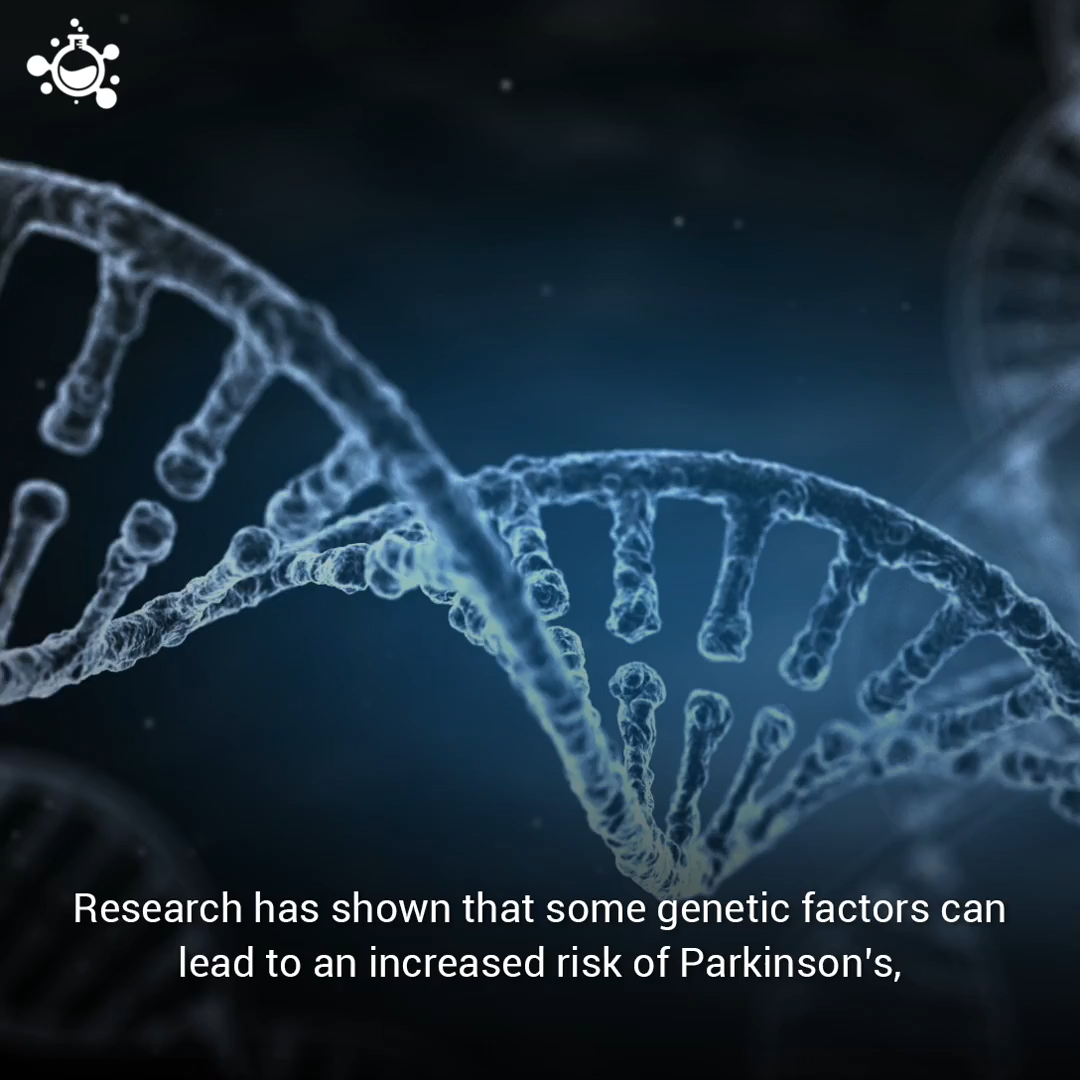 Research has shown that some genetic factors can
lead to an increased risk of Parkinson's,